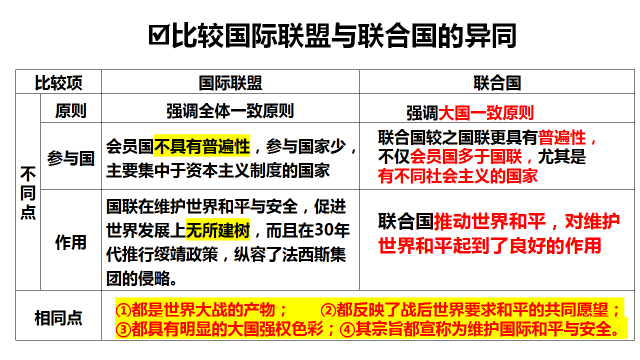 ☑比较国际联盟与联合国的异同
比较项
国际联盟
联合国
不同点
原则
强调全体一致原则
强调大国一致原则
参与国
会员国不具有普遍性，参与国家少，
主要集中于资本主义制度的国家
联合国较之国联更具有普遍性，
不仅会员国多于国联，尤其是
有不同社会主义的国家
作用
国联在维护世界和平与安全，促进
世界发展上无所建树，而且在30年
代推行绥靖政策，纵容了法西斯集
团的侵略。
联合国推动世界和平，对维护
世界和平起到了良好的作用
相同点
①都是世界大战的产物； ②都反映了战后世界要求和平的共同愿望；
③都具有明显的大国强权色彩；④其宗旨都宣称为维护国际和平与安全。